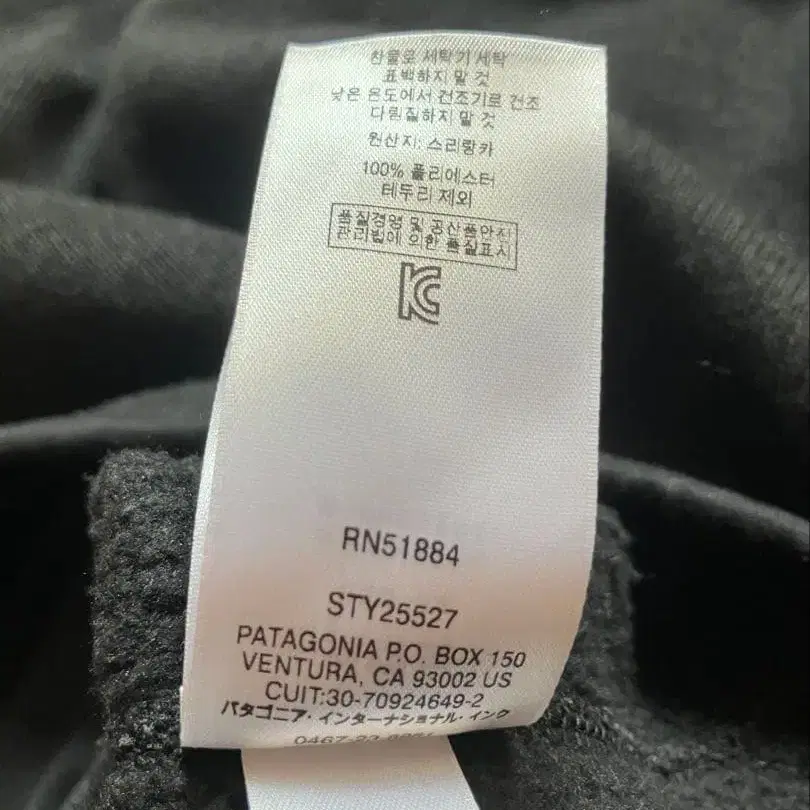 찬물로 세탁기 세탁
표백하지 말 것
낮은 온도에서 건조기로 건조
다림질하지 말 것
원산지: 스리랑카
100% 폴리에스터
테두리 제외
품질경영 및 공산품안전
관리법에 의한 품질표시
KC
RN51884
STY25527
PATAGONIA P.O. BOX 150
VENTURA, CA 93002 US
CUIT:30-70924649-2
パタゴニア・インターナショナル・インク